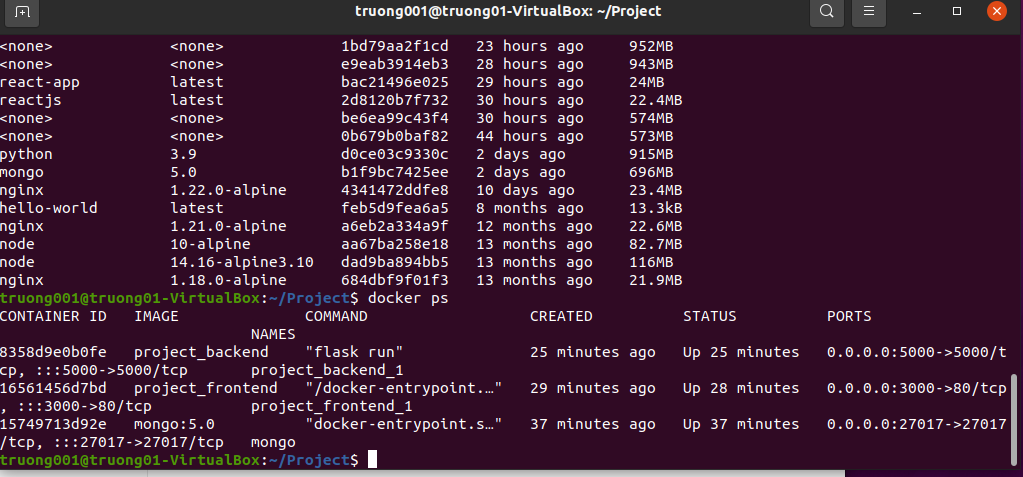 truong001@truong01-VirtualBox: ~/Project
<none> <none> 1bd79aa2f1cd 23 hours ago 952MB
<none> <none> e9eab3914eb3 28 hours ago 943MB
react-app latest bac21496e025 29 hours ago 24MB
reactjs latest 2d8120b7f732 30 hours ago 22.4MB
<none> <none> be6ea99c43f4 30 hours ago 574MB
<none> <none> 0b679b0baf82 44 hours ago 573MB
python 3.9 d0ce03c9330c 2 days ago 915MB
mongo 5.0 b1f9bc7425ee 2 days ago 696MB
nginx 1.22.0-alpine 4341472ddfe8 10 days ago 23.4MB
hello-world latest feb5d9fea6a5 8 months ago 13.3kB
nginx 1.21.0-alpine a6eb2a334a9f 12 months ago 22.6MB
node 10-alpine aa67ba258e18 13 months ago 82.7MB
node 14.16-alpine3.10 dad9ba894bb5 13 months ago 116MB
nginx 1.18.0-alpine 684dbf9f01f3 13 months ago 21.9MB
truong001@truong01-VirtualBox:~/Project$ docker ps
CONTAINER ID IMAGE COMMAND CREATED STATUS PORTS
NAMES
8358d9e0b0fe project_backend "flask run" 25 minutes ago Up 25 minutes 0.0.0.0:5000->5000/t
cp, :::5000->5000/tcp project_backend_1
16561456d7bd project_frontend "/docker-entrypoint.…" 29 minutes ago Up 28 minutes 0.0.0.0:3000->80/tcp
, :::3000->80/tcp project_frontend_1
15749713d92e mongo:5.0 "docker-entrypoint.s…" 37 minutes ago Up 37 minutes 0.0.0.0:27017->27017
/tcp, :::27017->27017/tcp mongo
truong001@truong01-VirtualBox:~/Project$